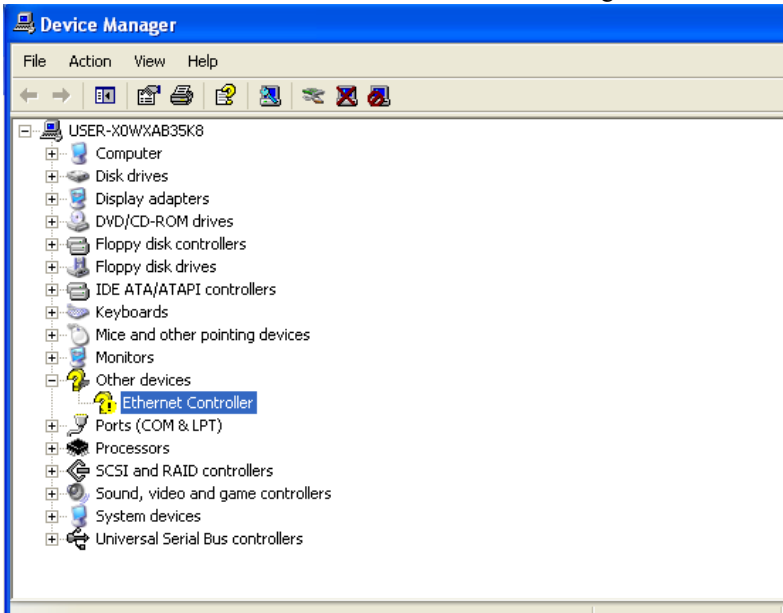 Device Manager
File Action View Help
USER-X0WXAB35K8
Computer
Disk drives
Display adapters
DVD/CD-ROM drives
Floppy disk controllers
Floppy disk drives
IDE ATA/ATAPI controllers
Keyboards
Mice and other pointing devices
Monitors
Other devices
Ethernet Controller
Ports (COM & LPT)
Processors
SCSI and RAID controllers
Sound, video and game controllers
System devices
Universal Serial Bus controllers